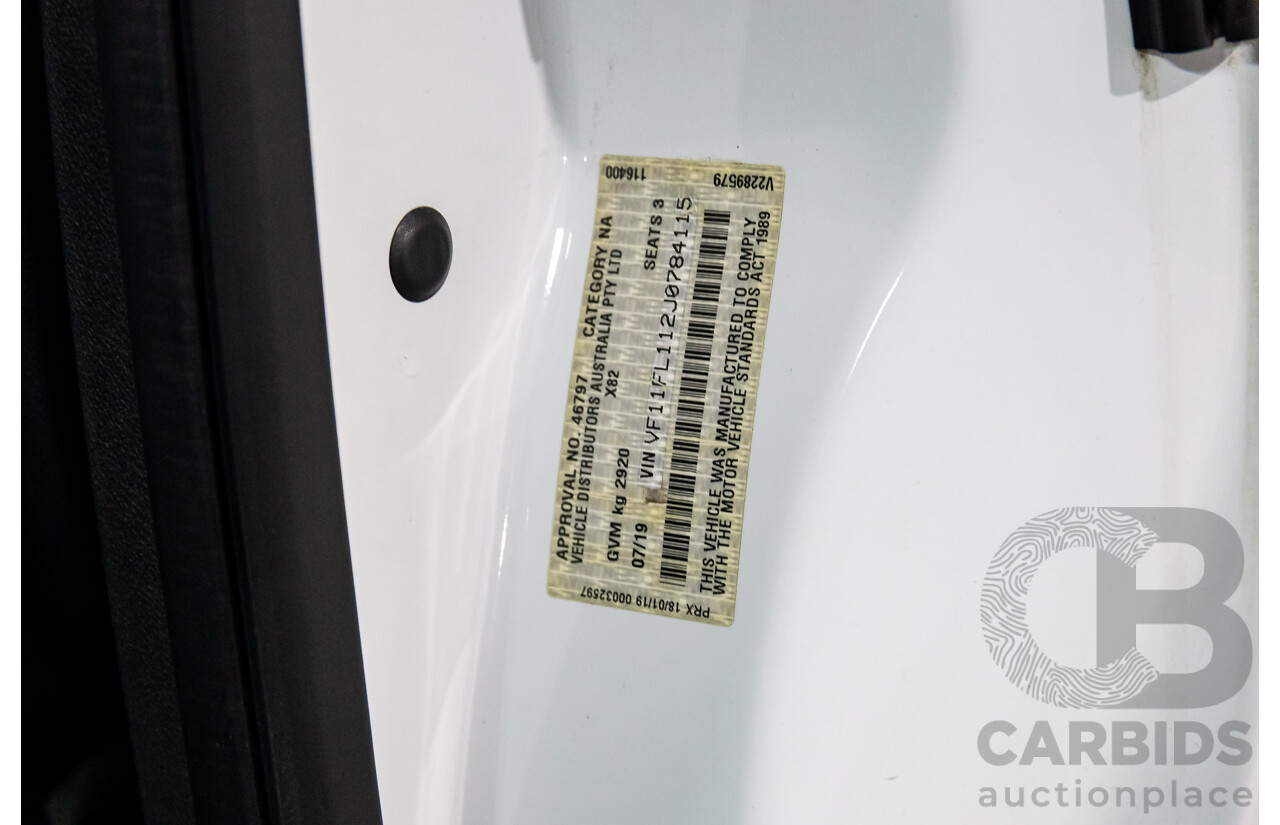 116400
V2289579
APPROVAL NO. 46797 CATEGORY NA
VEHICLE DISTRIBUTORS AUSTRALIA PTY LTD
X82
GVM kg 2920 SEATS 3
07/19 VIN VF11FL112J0784115
THIS VEHICLE WAS MANUFACTURED TO COMPLY
WITH THE MOTOR VEHICLE STANDARDS ACT 1989
PRX 18/01/19 00032597
CB
CARBIDS
auctionplace